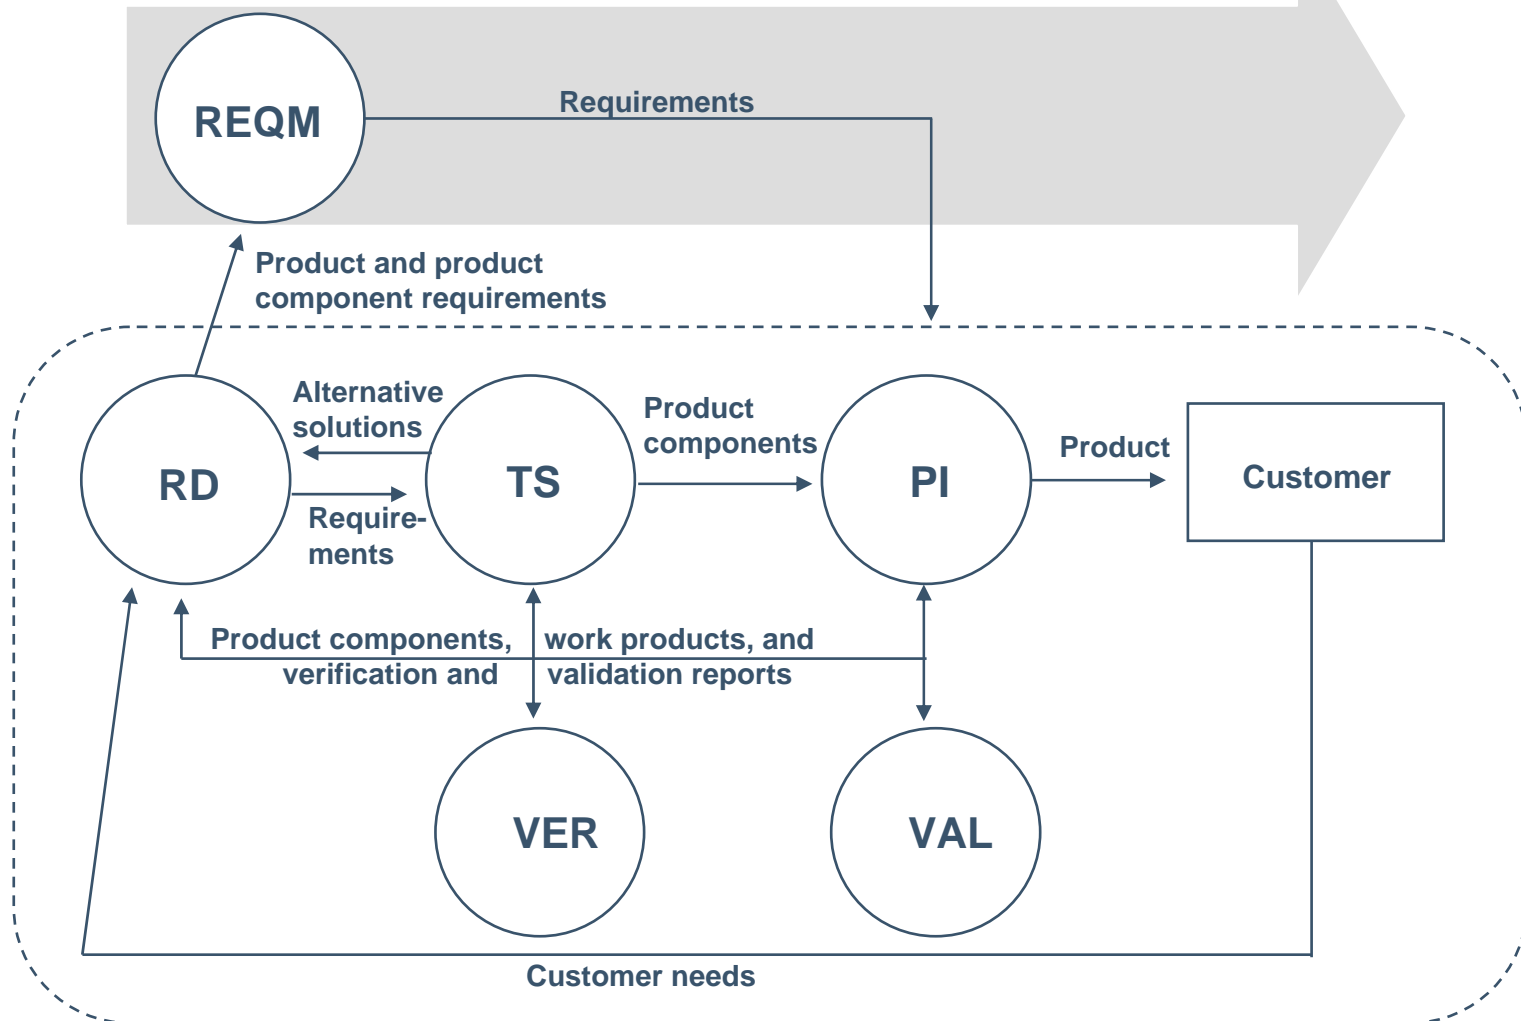 REQM
Requirements
Product and product
component requirements
Alternative
solutions
Product
components
Product
Customer
RD
TS
PI
Require-
ments
Product components, work products, and
verification and validation reports
VER
VAL
Customer needs